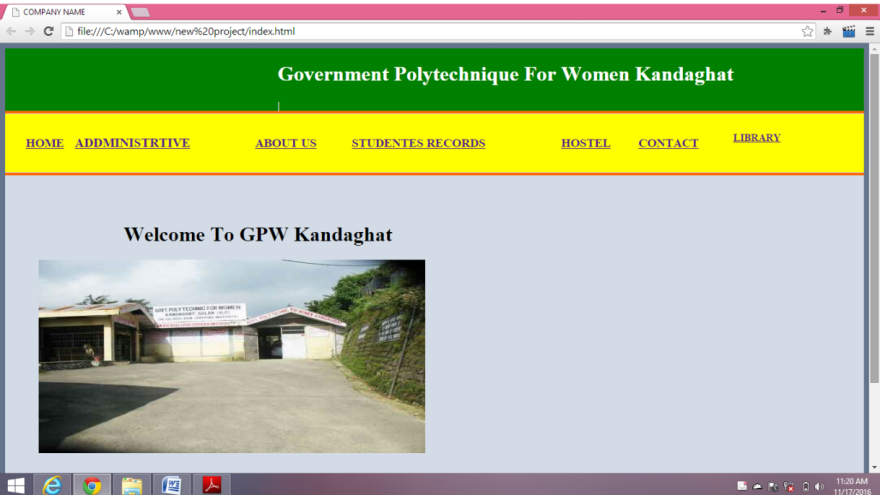 COMPANY NAME
file:///C:/wamp/www/new%20project/index.html
Government Polytechnique For Women Kandaghat
HOME ADDMINISTRTIVE ABOUT US STUDENTES RECORDS HOSTEL CONTACT LIBRARY
Welcome To GPW Kandaghat
GOVT. POLYTECHNIC FOR WOMEN
KANDAGHAT, SOLAN
11:20 AM
11/17/2016